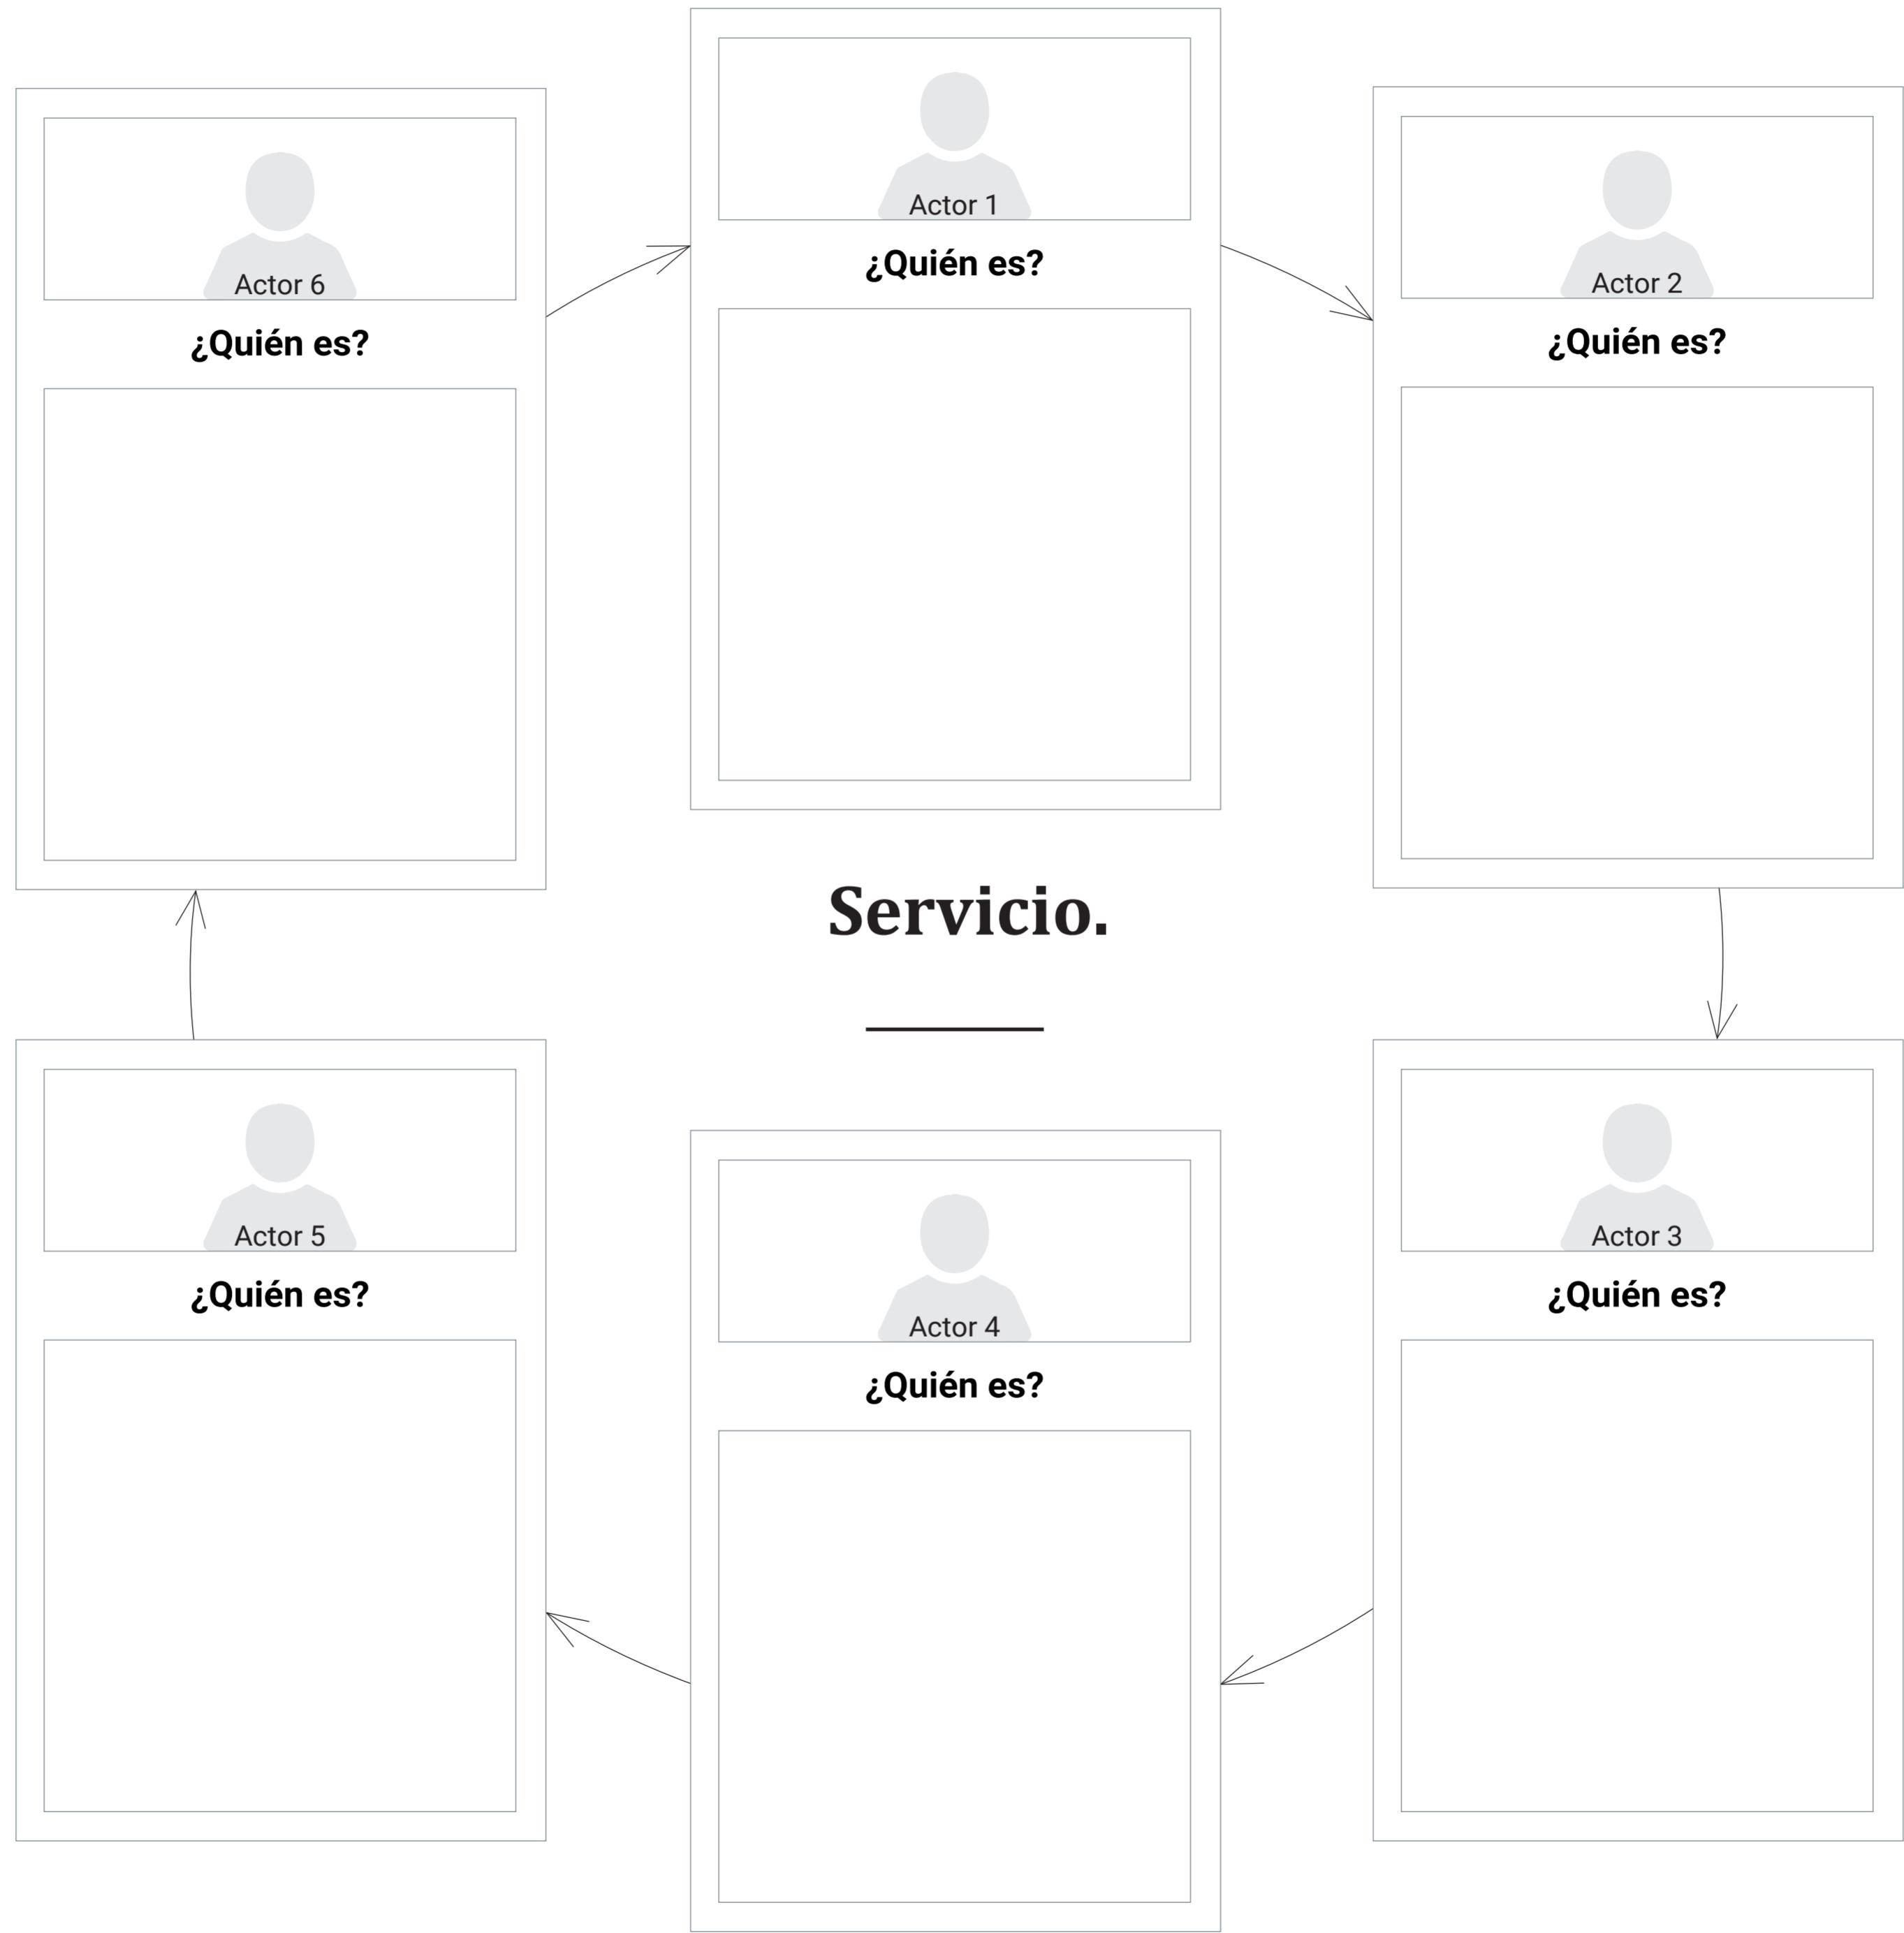 Actor 1
¿Quién es?
Actor 2
¿Quién es?
Actor 3
¿Quién es?
Actor 4
¿Quién es?
Actor 5
¿Quién es?
Actor 6
¿Quién es?
Servicio.